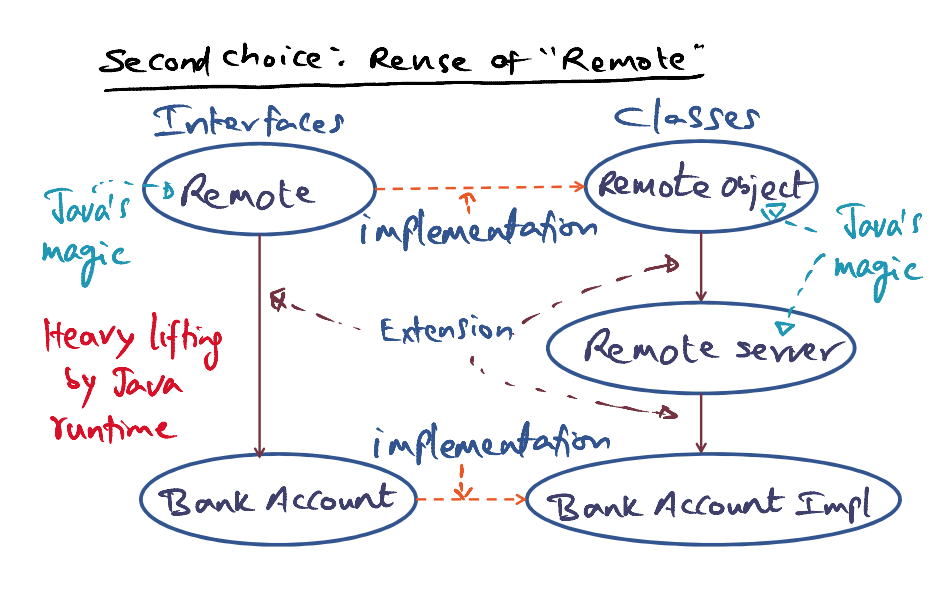 Second choice: Reuse of "Remote"
Interfaces
Classes
Remote
Remote object
Java's
magic
implementation
Java's
magic
Extension
Remote server
Heavy lifting
by Java
runtime
implementation
Bank Account
Bank Account Impl